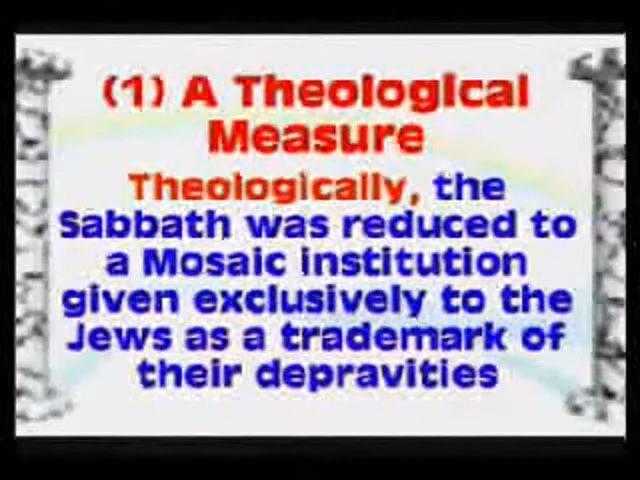 (1) A Theological
Measure
Theologically, the
Sabbath was reduced to
a Mosaic institution
given exclusively to the
Jews as a trademark of
their depravities